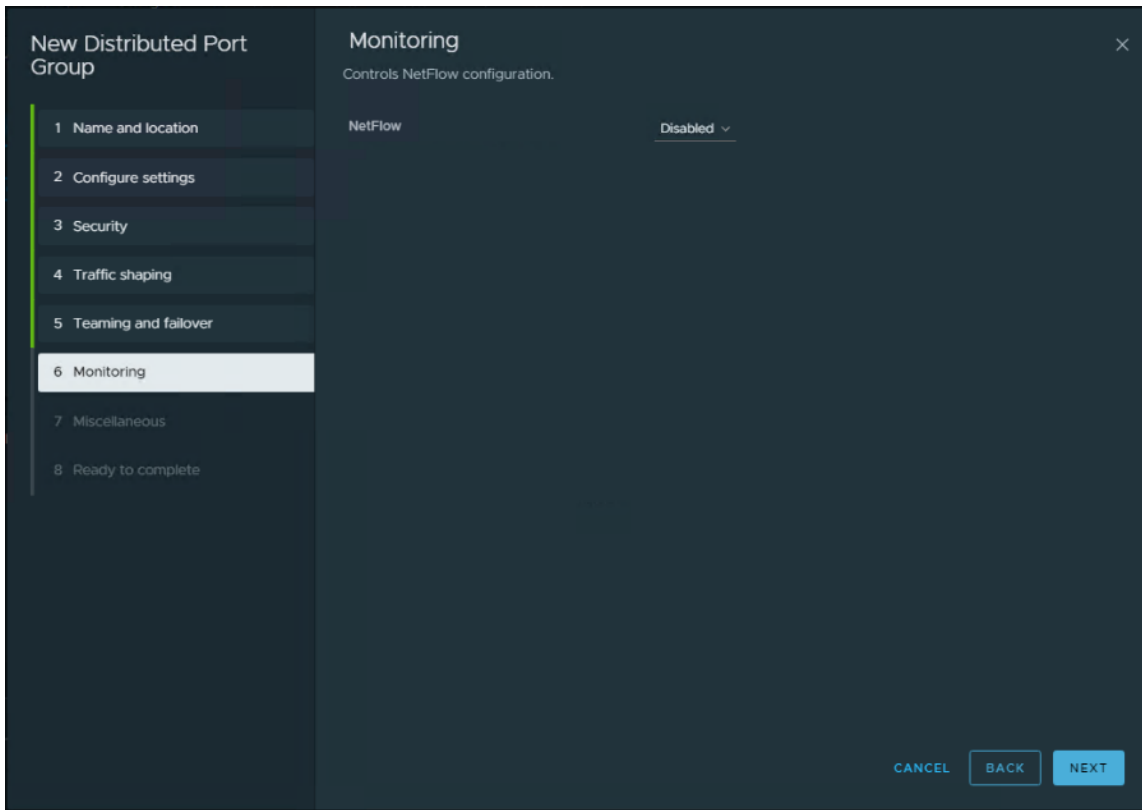 New Distributed Port
Group
1 Name and location
2 Configure settings
3 Security
4 Traffic shaping
5 Teaming and failover
6 Monitoring
7 Miscellaneous
8 Ready to complete
Monitoring
Controls NetFlow configuration.
NetFlow Disabled
CANCEL BACK NEXT